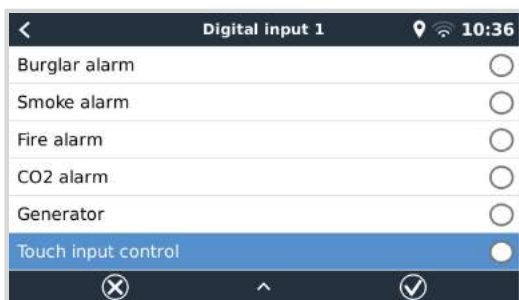 Digital input 1 10:36
Burglar alarm
Smoke alarm
Fire alarm
CO2 alarm
Generator
Touch input control